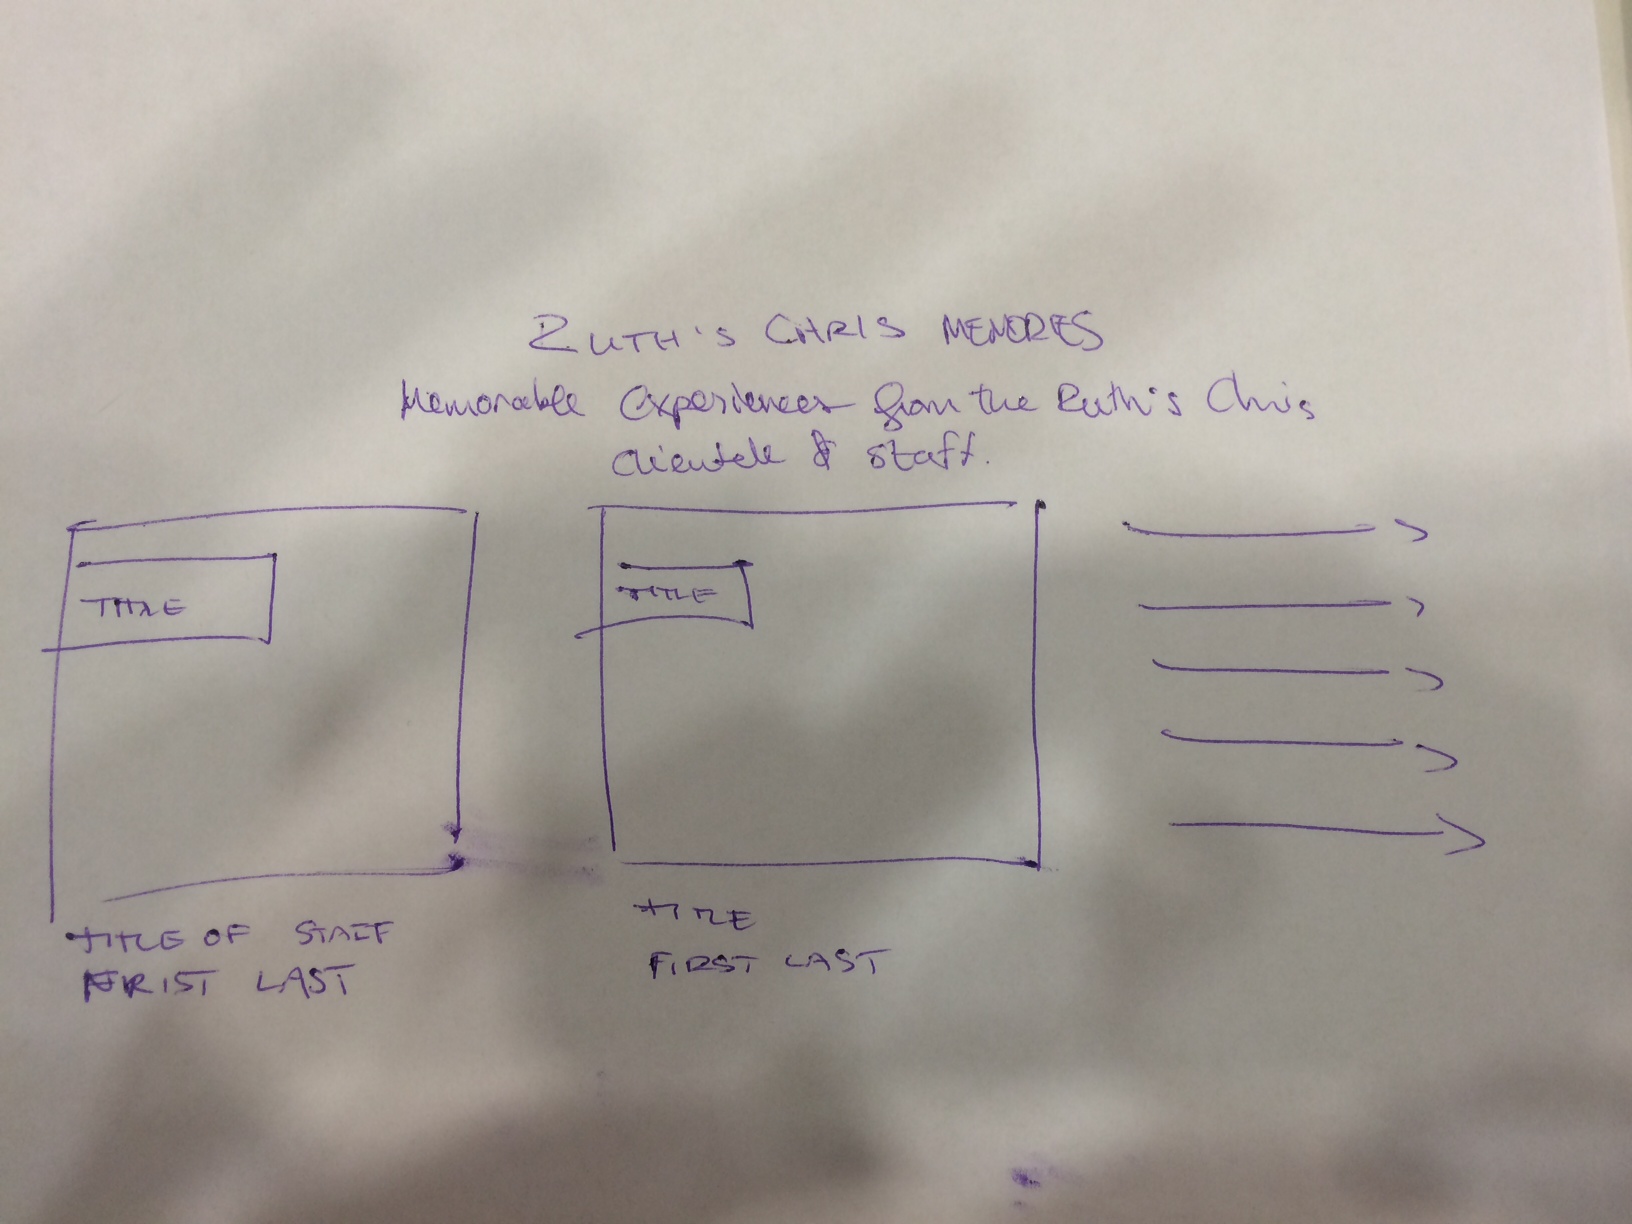 RUTH'S CHRIS MEMORIES
Memorable experiences from the Ruth's Chris
clientele & staff.
TITLE
TITLE
TITLE OF STAFF
FIRIST LAST
TITLE
FIRST LAST